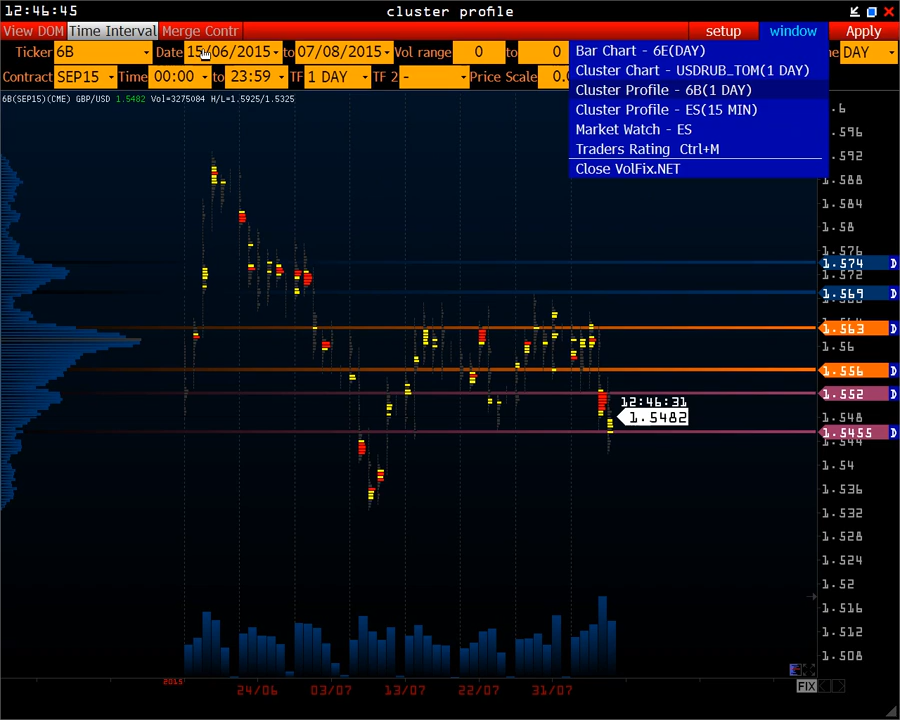 12:46:45
cluster profile
View DOM Time Interval Merge Contr
setup window Apply
Ticker 6B Date 15/06/2015 to 07/08/2015 Vol range 0 to 0
DAY
Contract SEP15 Time 00:00 to 23:59 TF 1 DAY TF 2 - Price Scale 0.0
Bar Chart - 6E(DAY)
Cluster Chart - USDRUB_TOM(1 DAY)
Cluster Profile - 6B(1 DAY)
Cluster Profile - ES(15 MIN)
Market Watch - ES
Traders Rating Ctrl+M
Close VolFix.NET
6B(SEP15)(CME) GBP/USD 1.5482 Vol=3275084 H/L=1.5925/1.5325
1.596
1.592
1.588
1.584
1.58
1.576
1.574 D
1.572
1.569 D
1.563 D
1.56
1.556 D
1.552 D
12:46:31
1.5482
1.548
1.5455 D
1.544
1.54
1.536
1.532
1.528
1.524
1.52
1.516
1.512
1.508
2015
24/06 03/07 13/07 22/07 31/07
FIX